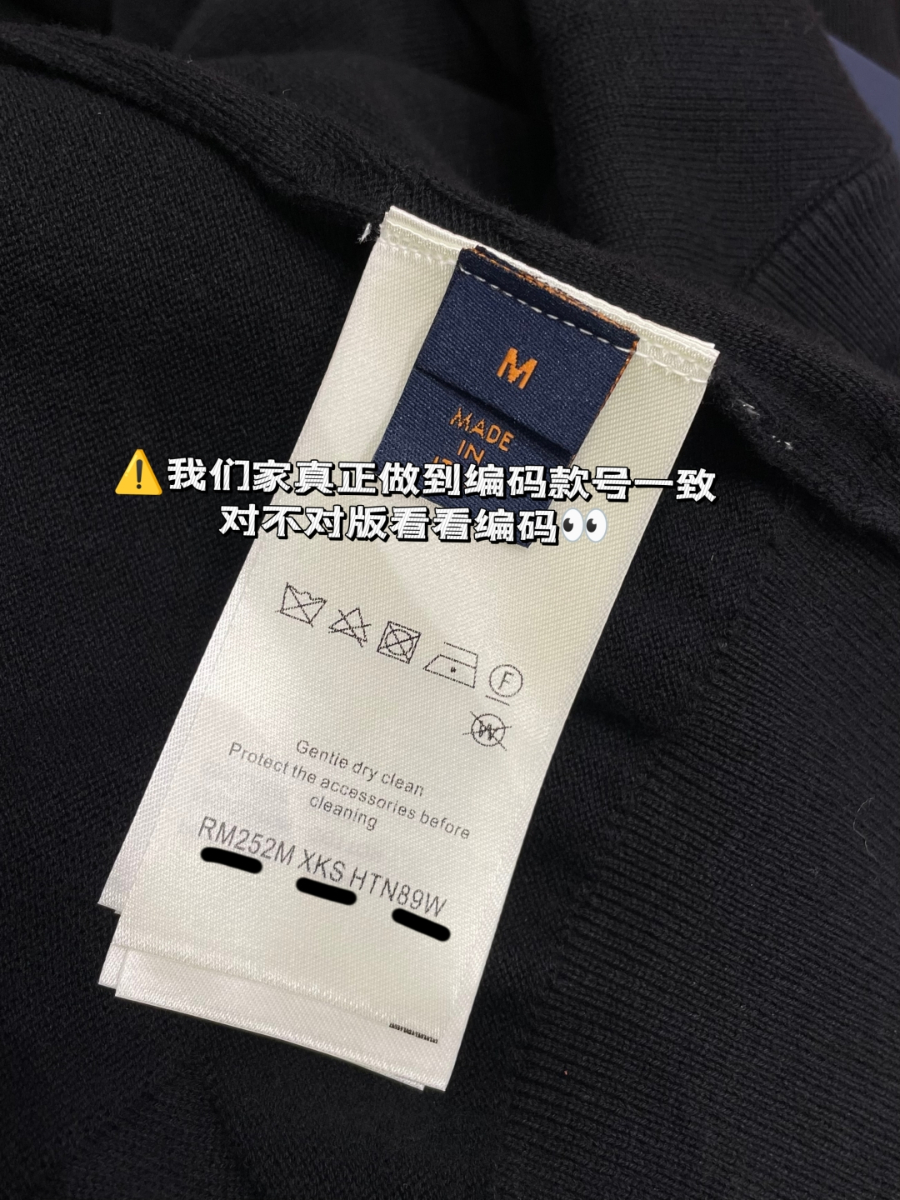 M
MADE
IN
⚠️我们家真正做到编码款号一致
对不对版看看编码👀
F
W
Gentie dry clean
Protect the accessories before
cleaning
RM252M XKS HTN89W